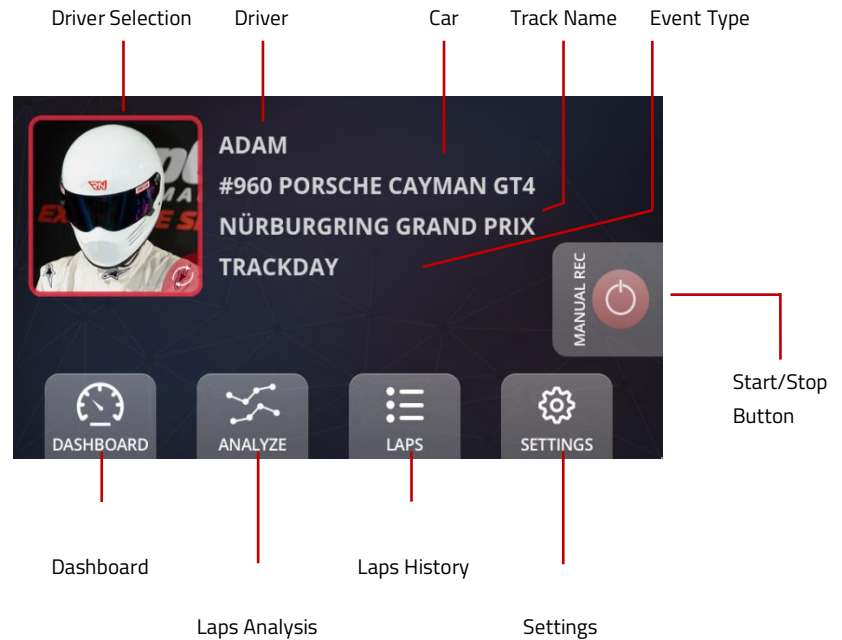 Driver Selection Driver Car Track Name Event Type
ADAM
#960 PORSCHE CAYMAN GT4
NÜRBURGRING GRAND PRIX
TRACKDAY
MANUAL REC
Start/Stop
Button
DASHBOARD ANALYZE LAPS SETTINGS
Dashboard Laps History
Laps Analysis Settings